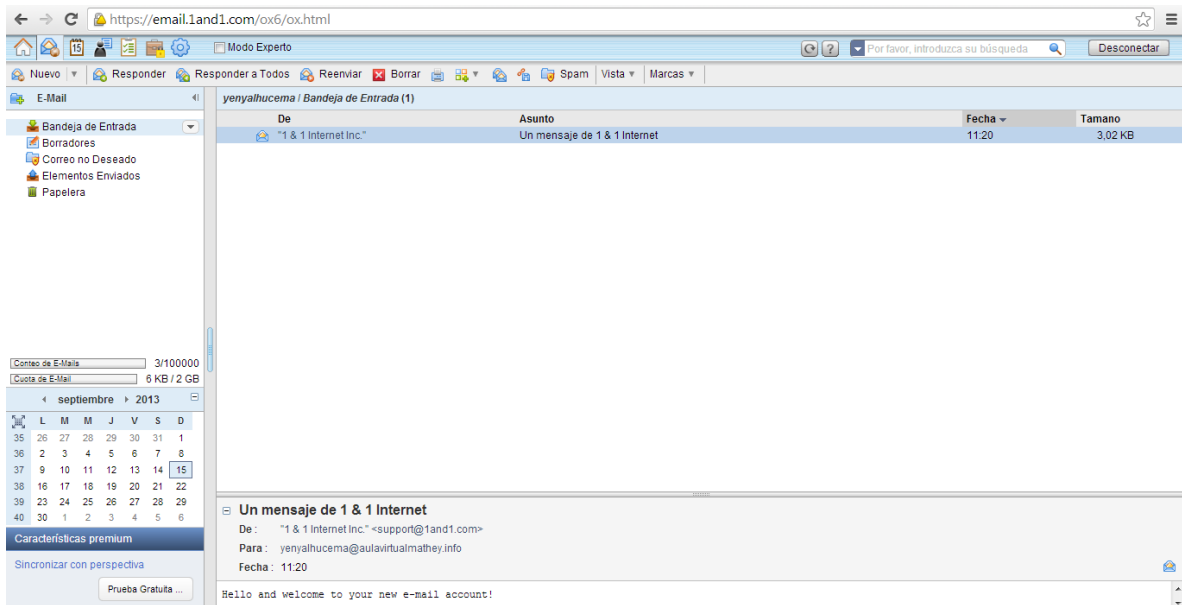 https://email.1and1.com/ox6/ox.html
15 Modo Experto ? Por favor, introduzca su búsqueda Desconectar
Nuevo Responder Responder a Todos Reenviar Borrar Spam Vista Marcas
E-Mail
Bandeja de Entrada
Borradores
Correo no Deseado
Elementos Enviados
Papelera
Conteo de E-Mails 3/100000
Cuota de E-Mail 6 KB / 2 GB
septiembre 2013
L M M J V S D
35 26 27 28 29 30 31 1
36 2 3 4 5 6 7 8
37 9 10 11 12 13 14 15
38 16 17 18 19 20 21 22
39 23 24 25 26 27 28 29
40 30 1 2 3 4 5 6
Características premium
Sincronizar con perspectiva
Prueba Gratuita ...
yenyalhucema / Bandeja de Entrada (1)
De Asunto Fecha Tamano
"1 & 1 Internet Inc." Un mensaje de 1 & 1 Internet 11:20 3,02 KB
Un mensaje de 1 & 1 Internet
De : "1 & 1 Internet Inc." <support@1and1.com>
Para : yenyalhucema@aulavirtualmathey.info
Fecha : 11:20
Hello and welcome to your new e-mail account!